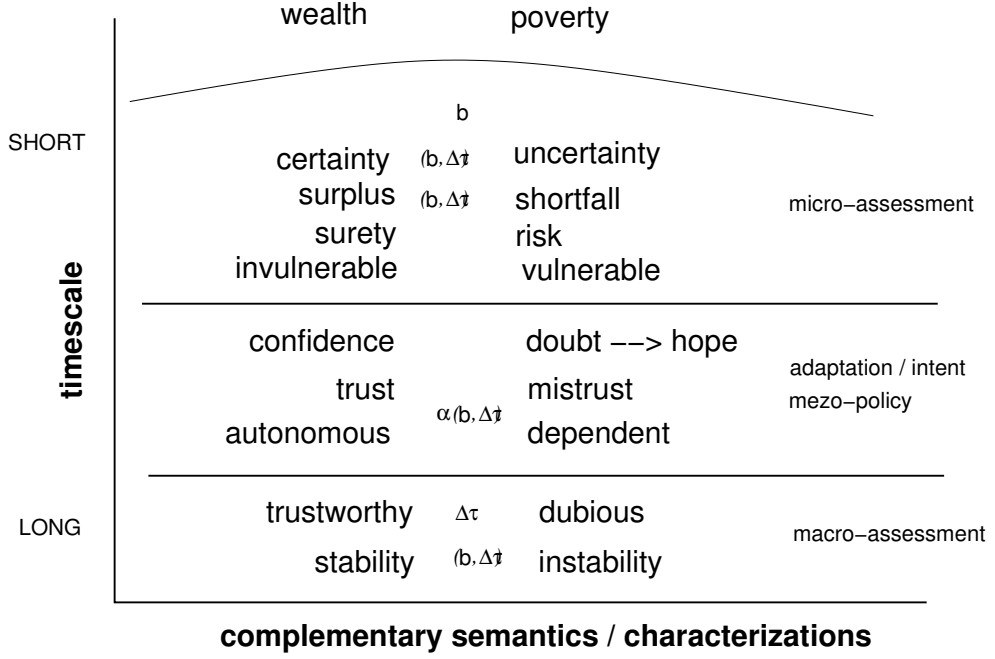 wealth poverty
b
SHORT
certainty (b, Δτ) uncertainty
surplus (b, Δτ) shortfall
micro−assessment
surety risk
invulnerable vulnerable
timescale
confidence doubt −−> hope
adaptation / intent
trust mistrust
mezo−policy
α(b, Δτ)
autonomous dependent
trustworthy Δτ dubious
LONG
macro−assessment
stability (b, Δτ) instability
complementary semantics / characterizations